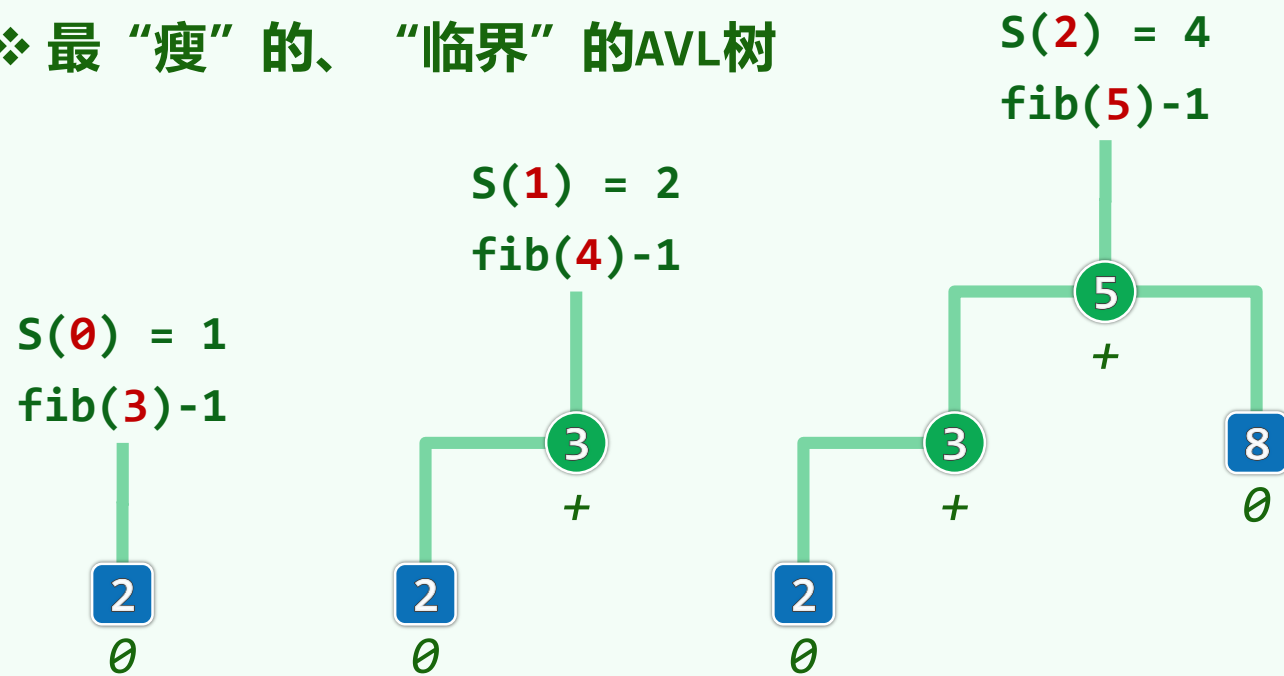 ❖ 最“瘦”的、“临界”的AVL树
S(0) = 1
fib(3)-1
2
0
S(1) = 2
fib(4)-1
3
+
2
0
S(2) = 4
fib(5)-1
5
+
3
+
8
0
2
0